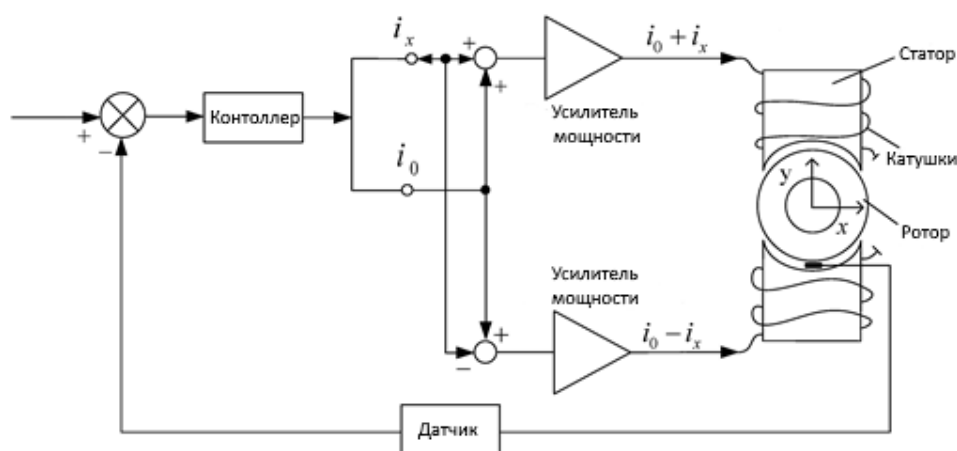 i_x
+
i_0 + i_x
Статор
+
Усилитель
мощности
+
−
Контоллер
i_0
Катушки
y
x
Ротор
Усилитель
мощности
+
−
i_0 − i_x
Датчик